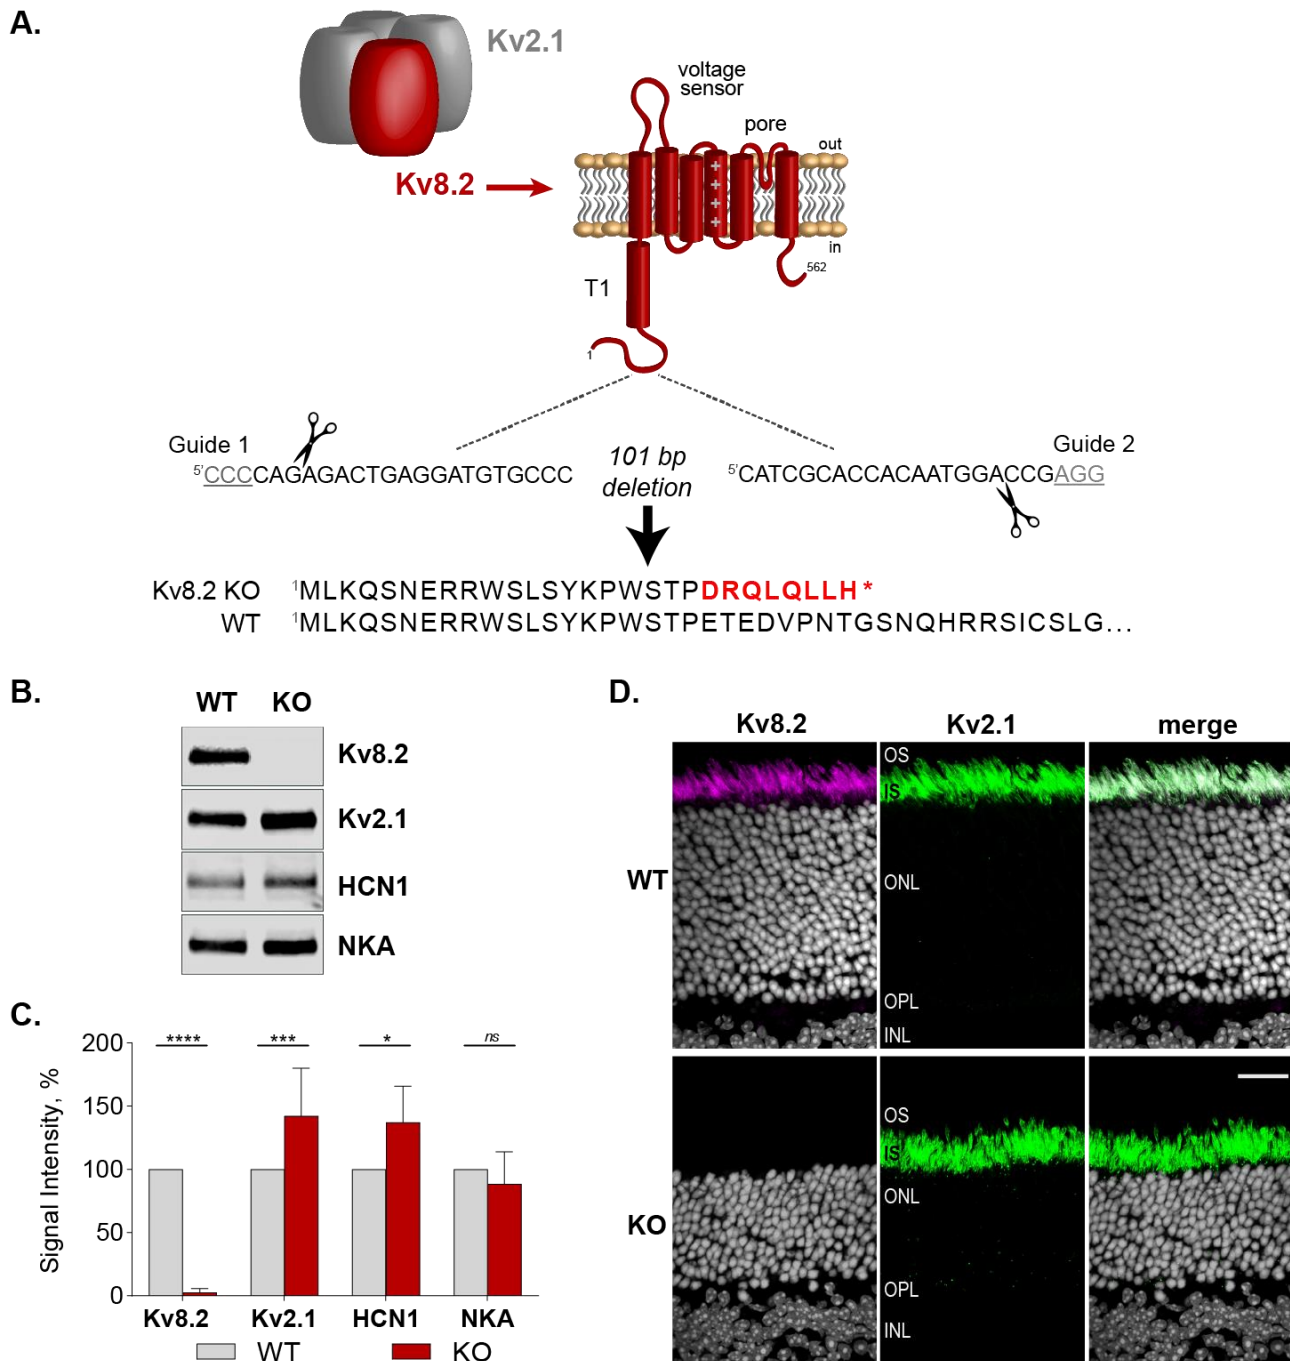 A.
Kv2.1
voltage
sensor
pore
out
Kv8.2
in
562
T1
1
Guide 1
5'CCCCAGAGACTGAGGATGTGCCC
101 bp
deletion
Guide 2
5'CATCGCACCACAATGGACCGAGG
Kv8.2 KO 1MLKQSNERRWSLSYKPWSTPDRQLQLLH*
WT 1MLKQSNERRWSLSYKPWSTPETEDVPNTGSNQHRRSICSLG...
B.
WT KO
Kv8.2
Kv2.1
HCN1
NKA
C.
Signal Intensity, %
200
150
100
50
0
**** *** * ns
Kv8.2 Kv2.1 HCN1 NKA
WT KO
D.
Kv8.2 Kv2.1 merge
WT
OS
IS
ONL
OPL
INL
KO
OS
IS
ONL
OPL
INL